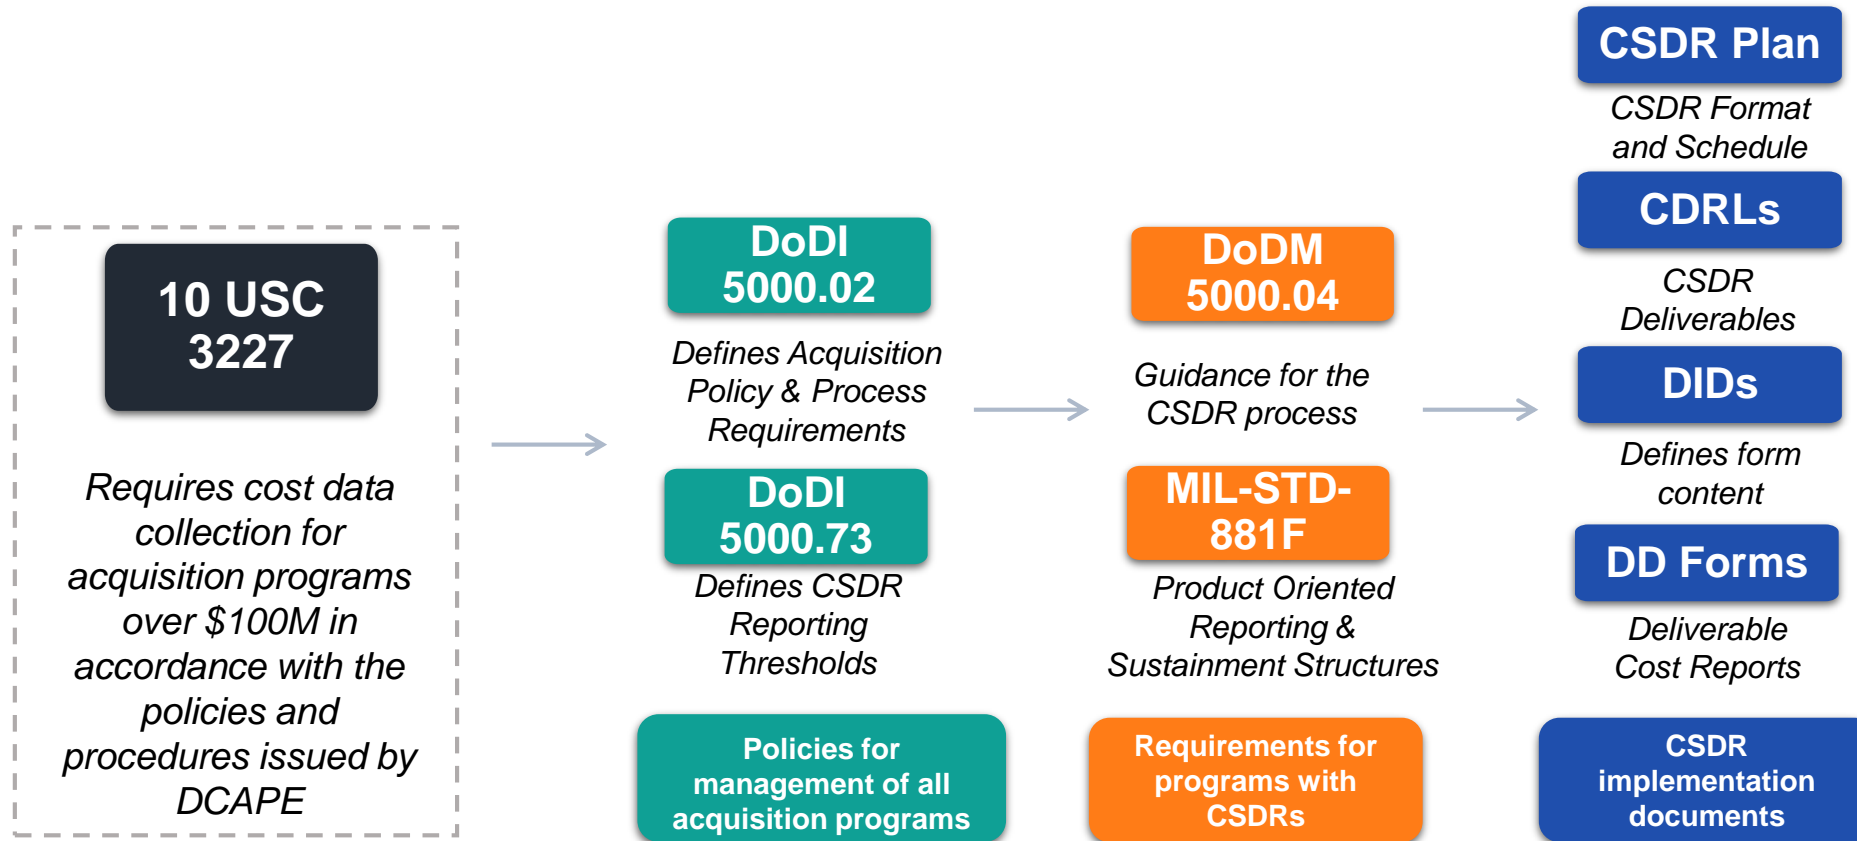 10 USC
3227
Requires cost data
collection for
acquisition programs
over $100M in
accordance with the
policies and
procedures issued by
DCAPE
DoDI
5000.02
Defines Acquisition
Policy & Process
Requirements
DoDI
5000.73
Defines CSDR
Reporting
Thresholds
Policies for
management of all
acquisition programs
DoDM
5000.04
Guidance for the
CSDR process
MIL-STD-
881F
Product Oriented
Reporting &
Sustainment Structures
Requirements for
programs with
CSDRs
CSDR Plan
CSDR Format
and Schedule
CDRLs
CSDR
Deliverables
DIDs
Defines form
content
DD Forms
Deliverable
Cost Reports
CSDR
implementation
documents